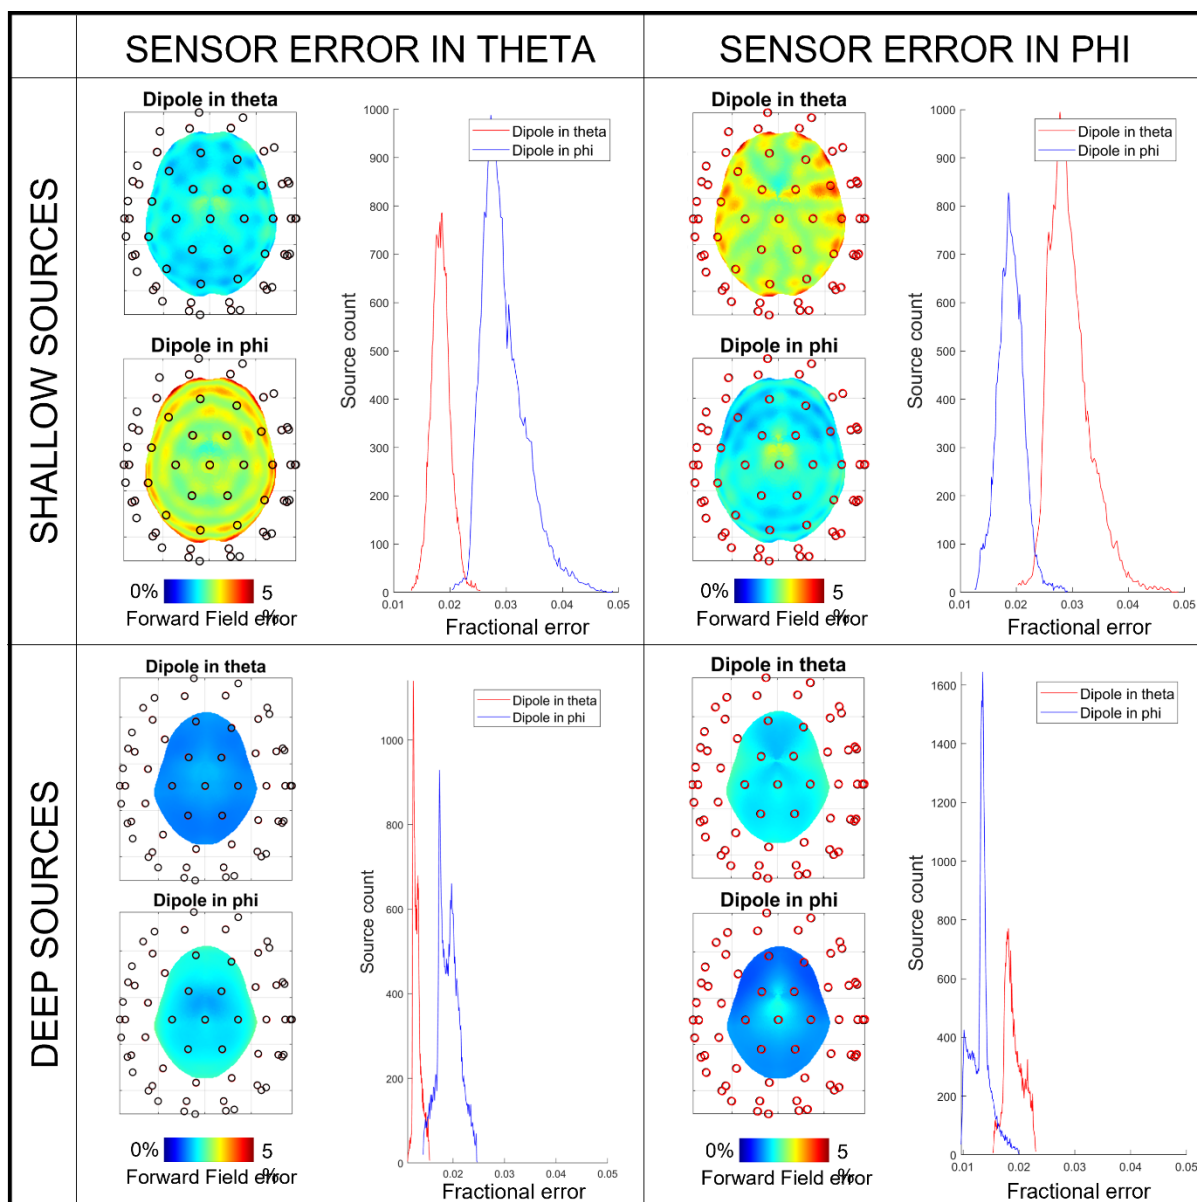 SENSOR ERROR IN THETA
SENSOR ERROR IN PHI
SHALLOW SOURCES
Dipole in theta
Dipole in phi
0%
5
%
Forward Field error
1000
900
800
700
600
500
400
300
200
100
0
0.01
0.02
0.03
0.04
0.05
Source count
Fractional error
Dipole in theta
Dipole in phi
Dipole in theta
Dipole in phi
0%
5
%
Forward Field error
1000
900
800
700
600
500
400
300
200
100
0
0.01
0.02
0.03
0.04
0.05
Source count
Fractional error
Dipole in theta
Dipole in phi
DEEP SOURCES
Dipole in theta
Dipole in phi
0%
5
%
Forward Field error
1000
800
600
400
200
0
0.02
0.03
0.04
0.05
Source count
Fractional error
Dipole in theta
Dipole in phi
Dipole in theta
Dipole in phi
0%
5
%
Forward Field error
1600
1400
1200
1000
800
600
400
200
0
0.01
0.02
0.03
0.04
0.05
Source count
Fractional error
Dipole in theta
Dipole in phi